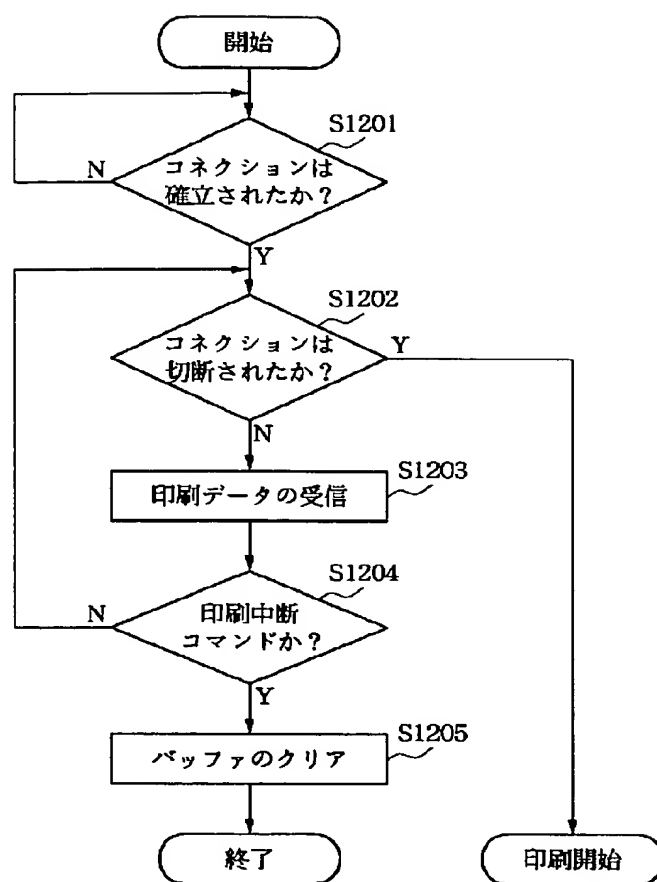 開始
S1201
コネクションは
確立されたか？
N
Y
S1202
コネクションは
切断されたか？
Y
N
S1203
印刷データの受信
S1204
印刷中断
コマンドか？
N
Y
S1205
バッファのクリア
終了
印刷開始